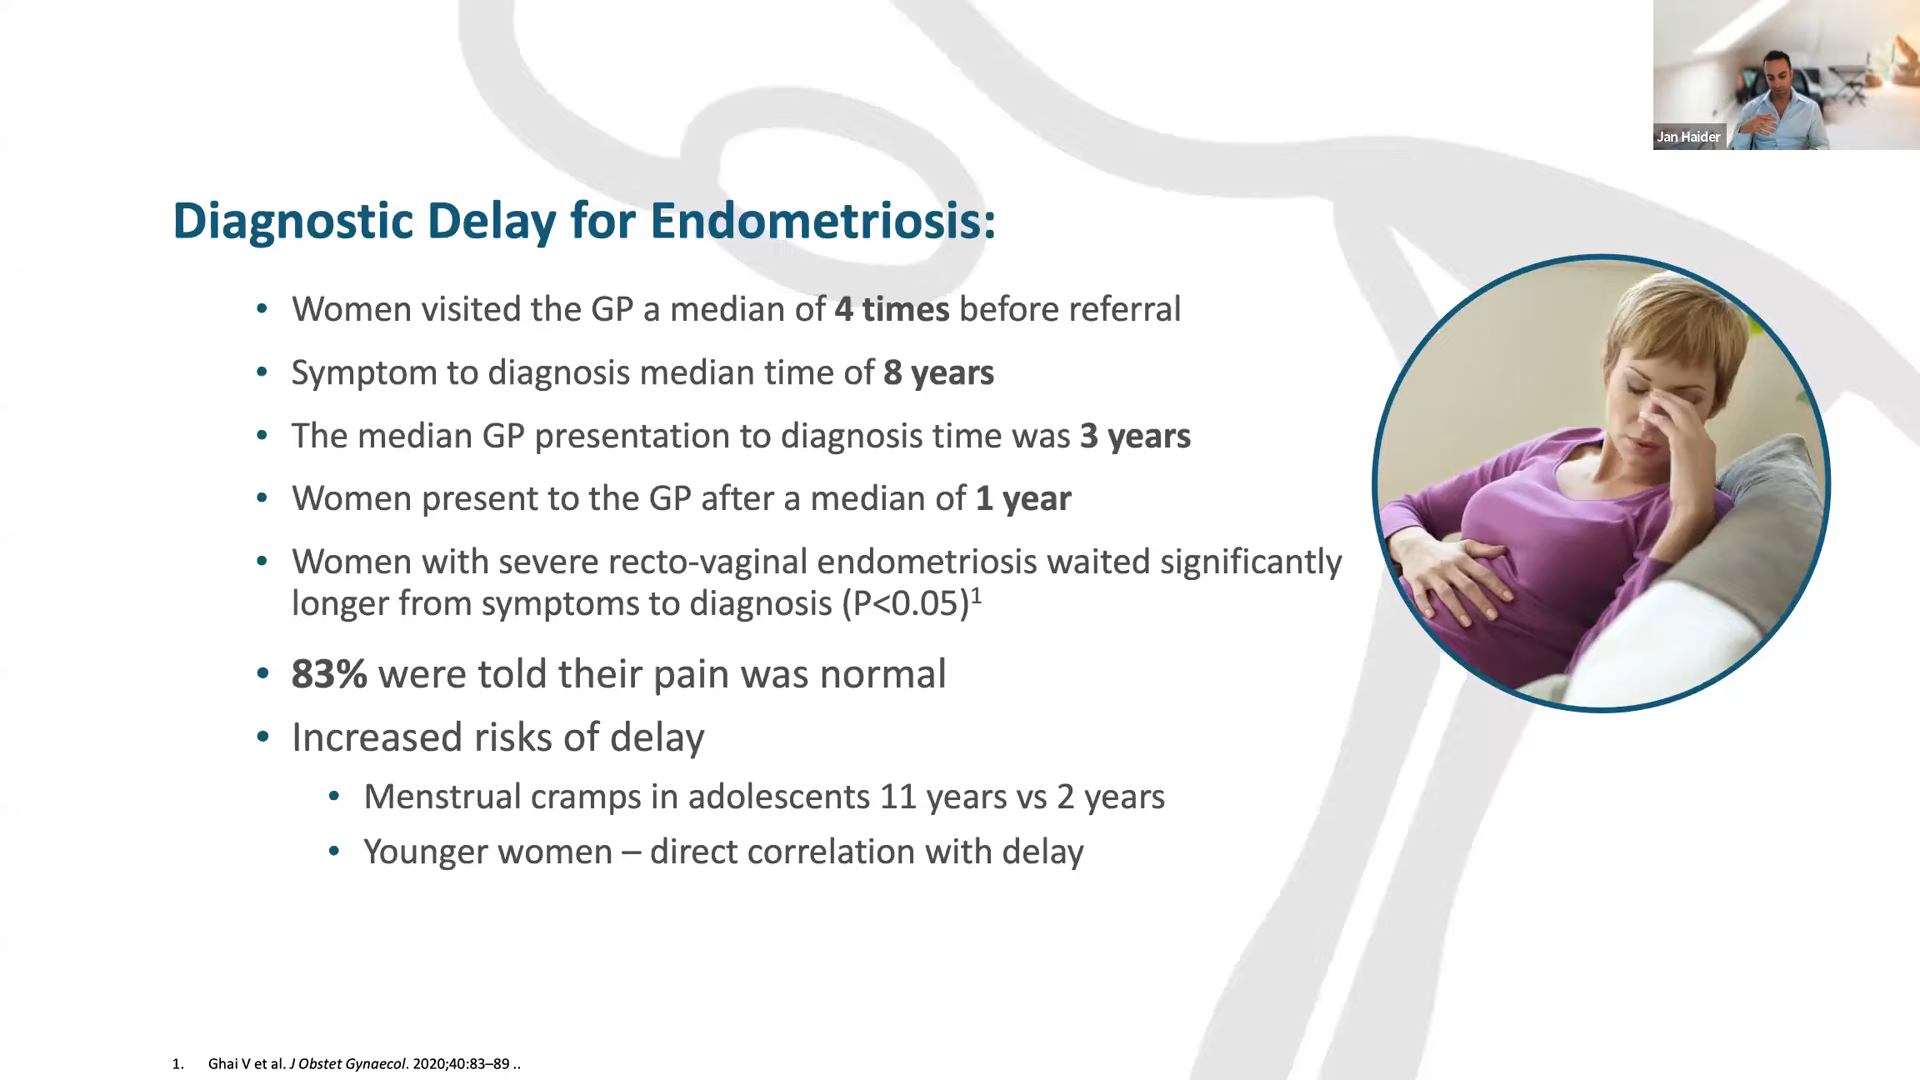 Jan Haider
Diagnostic Delay for Endometriosis:
• Women visited the GP a median of 4 times before referral
• Symptom to diagnosis median time of 8 years
• The median GP presentation to diagnosis time was 3 years
• Women present to the GP after a median of 1 year
• Women with severe recto-vaginal endometriosis waited significantly
longer from symptoms to diagnosis (P<0.05)¹
• 83% were told their pain was normal
• Increased risks of delay
• Menstrual cramps in adolescents 11 years vs 2 years
• Younger women – direct correlation with delay
1. Ghai V et al. J Obstet Gynaecol. 2020;40:83–89 ..